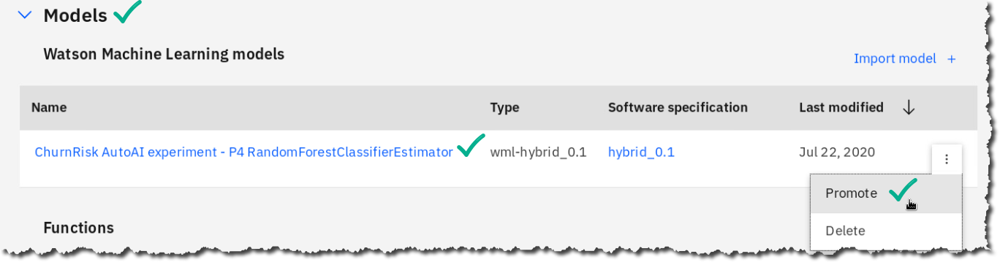 Models
Watson Machine Learning models
Import model +
Name Type Software specification Last modified
ChurnRisk AutoAI experiment - P4 RandomForestClassifierEstimator wml-hybrid_0.1 hybrid_0.1 Jul 22, 2020
Promote
Delete
Functions